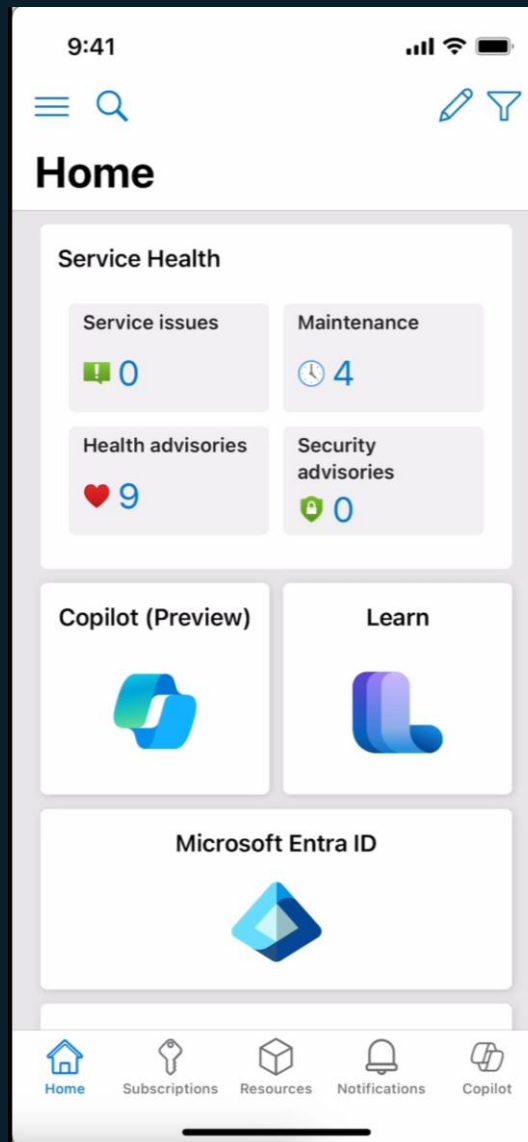 9:41
Home
Service Health
Service issues
0
Maintenance
4
Health advisories
9
Security
advisories
0
Copilot (Preview)
Learn
Microsoft Entra ID
Home
Subscriptions
Resources
Notifications
Copilot